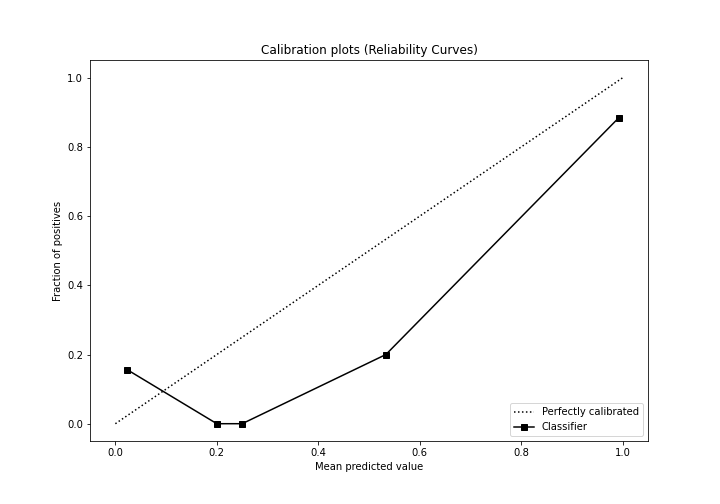 Calibration plots (Reliability Curves)
1.0
0.8
0.6
0.4
0.2
0.0
Fraction of positives
0.0 0.2 0.4 0.6 0.8 1.0
Mean predicted value
Perfectly calibrated
Classifier